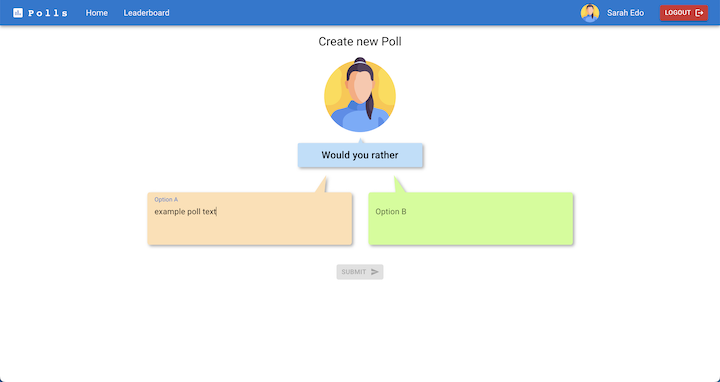 Polls Home Leaderboard Sarah Edo LOGOUT
Create new Poll
Would you rather
Option A
example poll text
Option B
SUBMIT